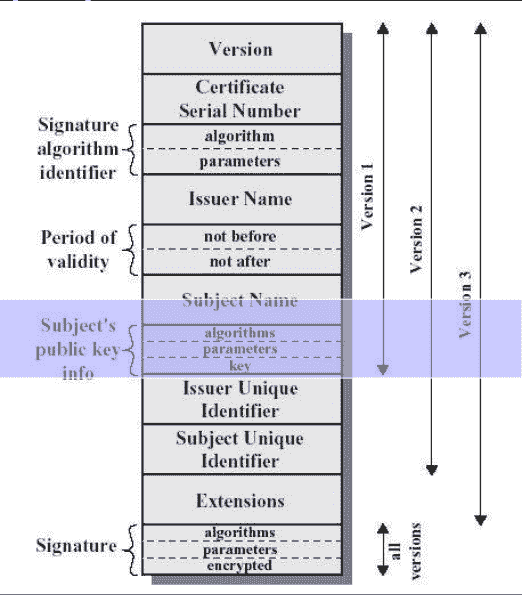 Version
Certificate
Serial Number
Signature
algorithm
identifier
algorithm
parameters
Issuer Name
Period of
validity
not before
not after
Subject Name
Subject's
public key
info
algorithms
parameters
key
Issuer Unique
Identifier
Subject Unique
Identifier
Extensions
Signature
algorithms
parameters
encrypted
Version 1
Version 2
Version 3
all
versions